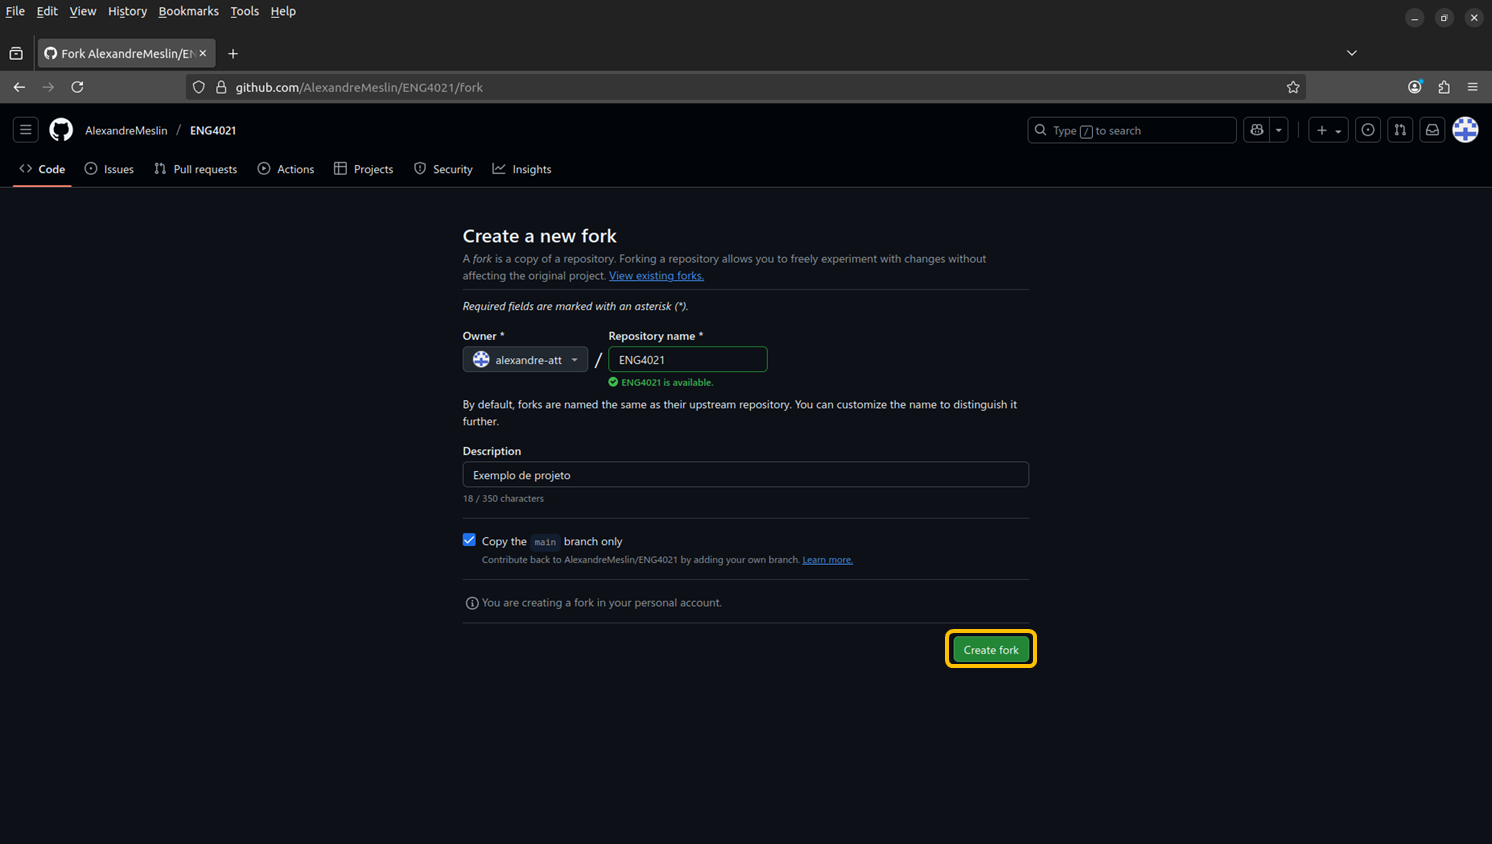 File Edit View History Bookmarks Tools Help
Fork AlexandreMeslin/EN
github.com/AlexandreMeslin/ENG4021/fork
AlexandreMeslin / ENG4021
Type / to search
Code Issues Pull requests Actions Projects Security Insights
Create a new fork
A fork is a copy of a repository. Forking a repository allows you to freely experiment with changes without
affecting the original project. View existing forks.
Required fields are marked with an asterisk (*).
Owner * Repository name *
alexandre-att / ENG4021
ENG4021 is available.
By default, forks are named the same as their upstream repository. You can customize the name to distinguish it
further.
Description
Exemplo de projeto
18 / 350 characters
Copy the main branch only
Contribute back to AlexandreMeslin/ENG4021 by adding your own branch. Learn more.
You are creating a fork in your personal account.
Create fork